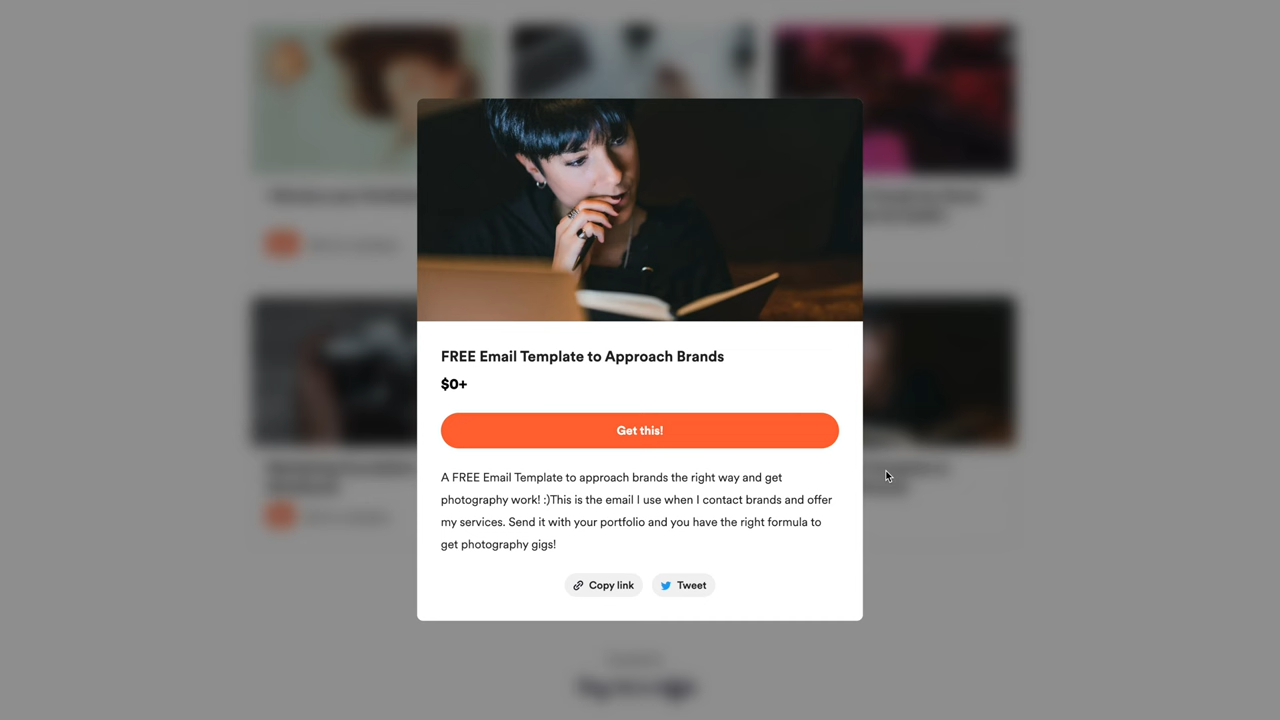 FREE Email Template to Approach Brands
$0+
Get this!
A FREE Email Template to approach brands the right way and get
photography work! :)This is the email I use when I contact brands and offer
my services. Send it with your portfolio and you have the right formula to
get photography gigs!
Copy link
Tweet